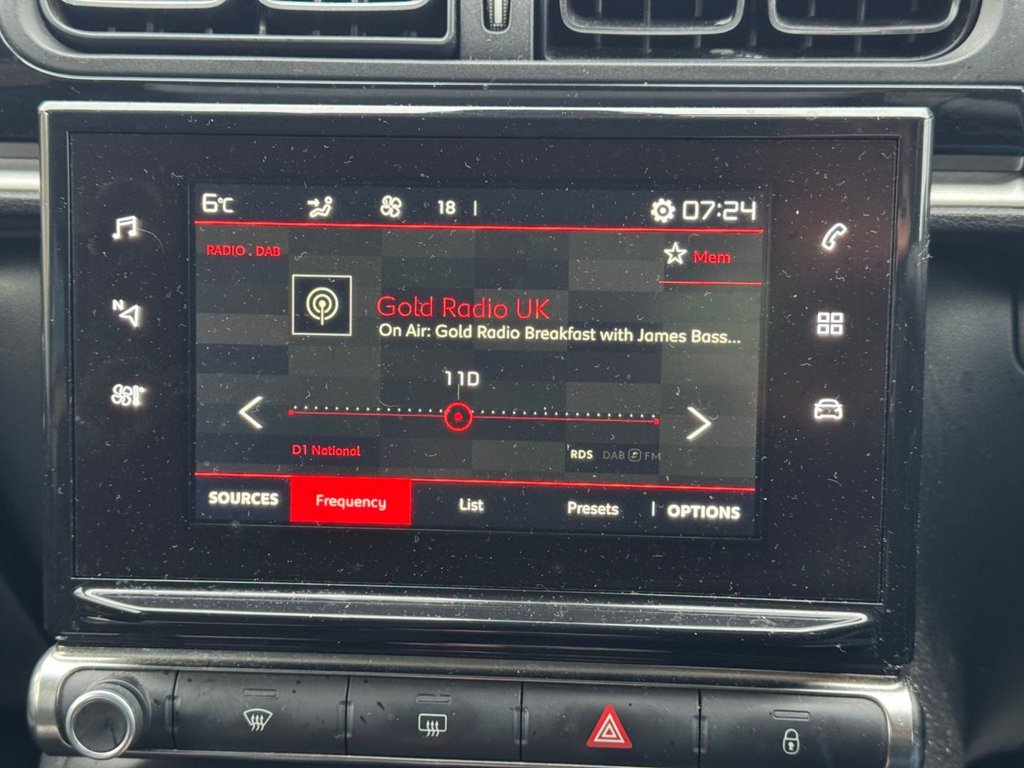 6°C 18 07:24
RADIO . DAB
Mem
Gold Radio UK
On Air: Gold Radio Breakfast with James Bass...
11D
D1 National
RDS DAB FM
N
SOURCES Frequency List Presets OPTIONS